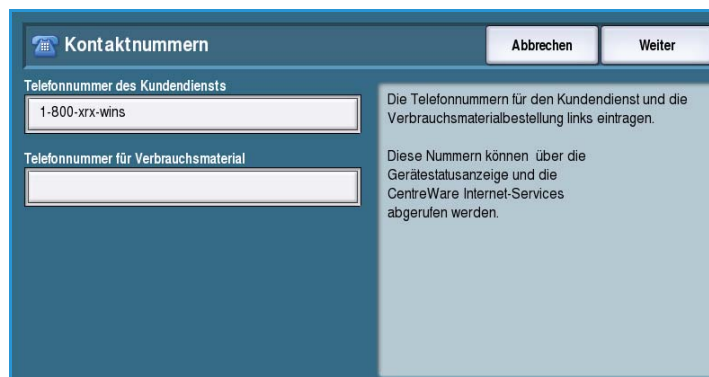 Kontaktnummern
Abbrechen
Weiter
Telefonnummer des Kundendiensts
1-800-xrx-wins
Telefonnummer für Verbrauchsmaterial
Die Telefonnummern für den Kundendienst und die
Verbrauchsmaterialbestellung links eintragen.
Diese Nummern können über die
Gerätestatusanzeige und die
CentreWare Internet-Services
abgerufen werden.